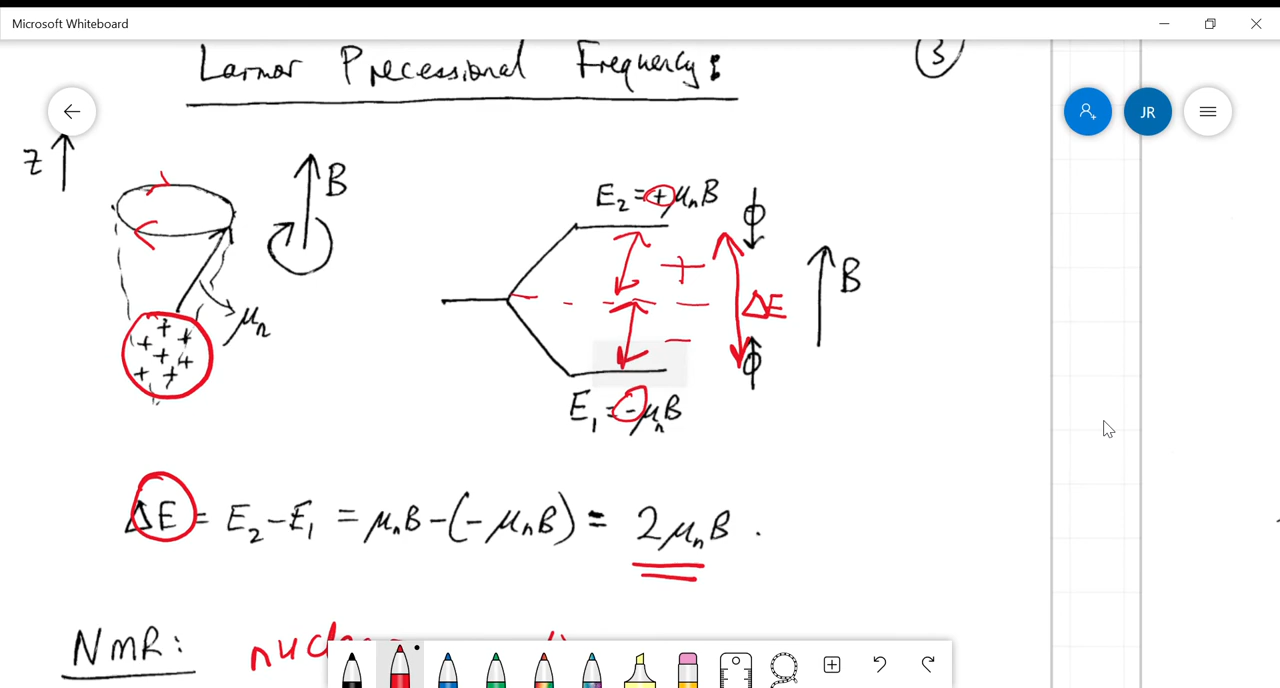 Microsoft Whiteboard
Larmor Precessional Frequency:
3
JR
z
B
μn
E2 = +μnB
+
ΔE
B
−
E1 = -μnB
ΔE = E2 - E1 = μnB - (-μnB) = 2μnB.
NMR: